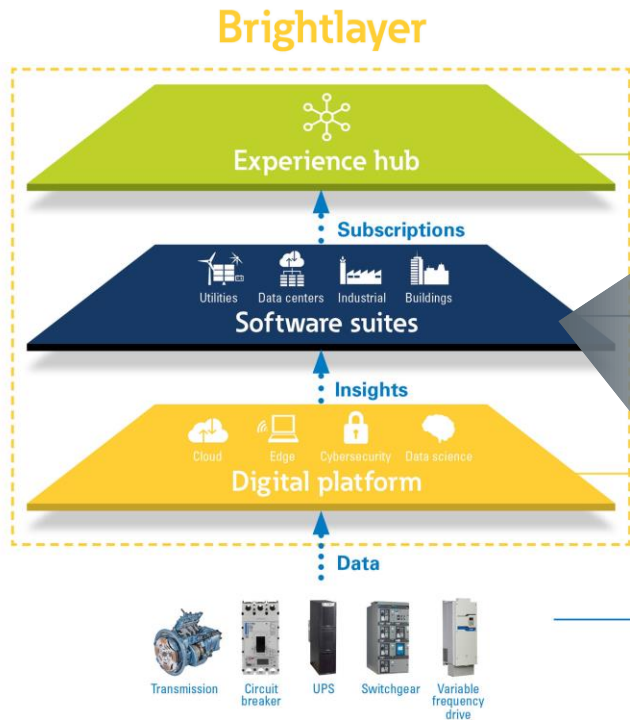 Brightlayer
Experience hub
Subscriptions
Utilities Data centers Industrial Buildings
Software suites
Insights
Cloud Edge Cybersecurity Data science
Digital platform
Data
Transmission Circuit breaker UPS Switchgear Variable frequency drive